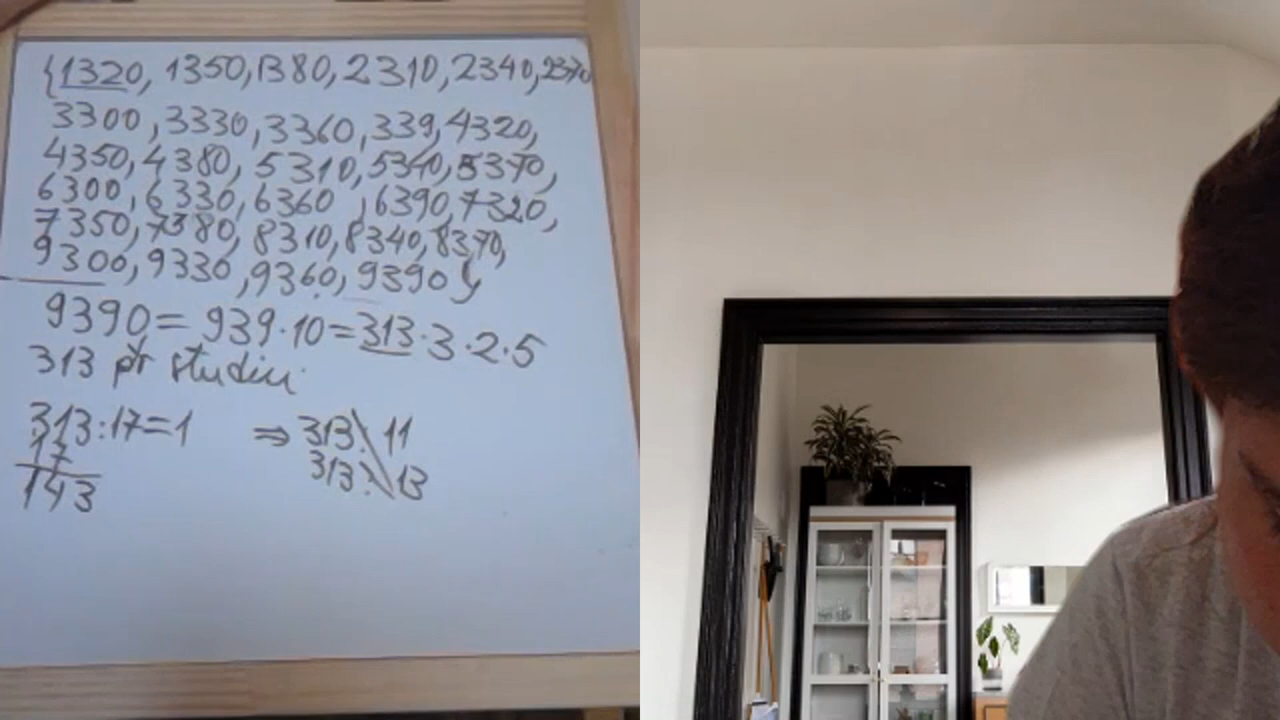 {1320, 1350, 1380, 2310, 2340, 2370
3300, 3330, 3360, 339, 4320,
4350, 4380, 5310, 5340, 5370,
6300, 6330, 6360, 6390, 7320,
7350, 7380, 8310, 8340, 8370,
9300, 9330, 9360, 9390}
9390 = 939·10 = 313·3·2·5
313
313:17=1 ⇒ 313 11
17 313 13
143